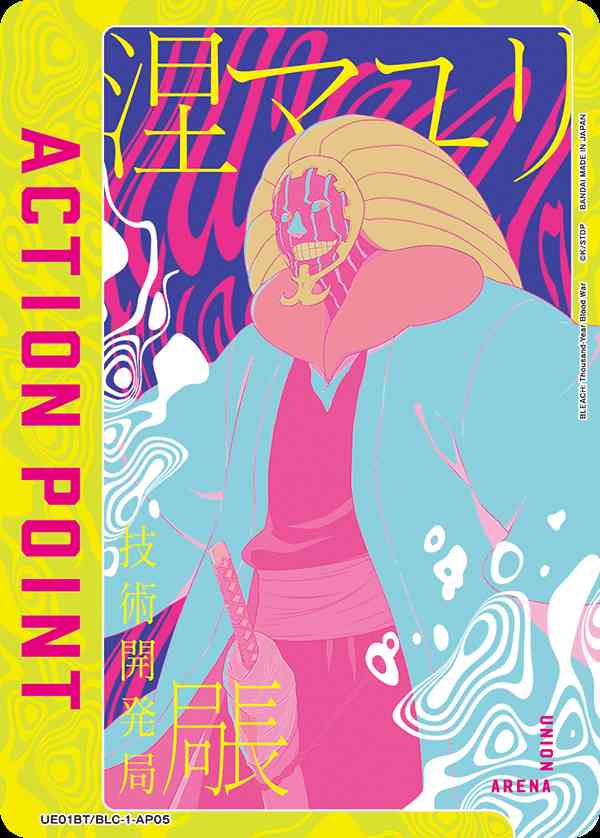 涅マユリ
ACTION POINT
技術開発局
局長
BLEACH: Thousand-Year Blood War ©K/STDP BANDAI MADE IN JAPAN
UNION
ARENA
UE01BT/BLC-1-AP05